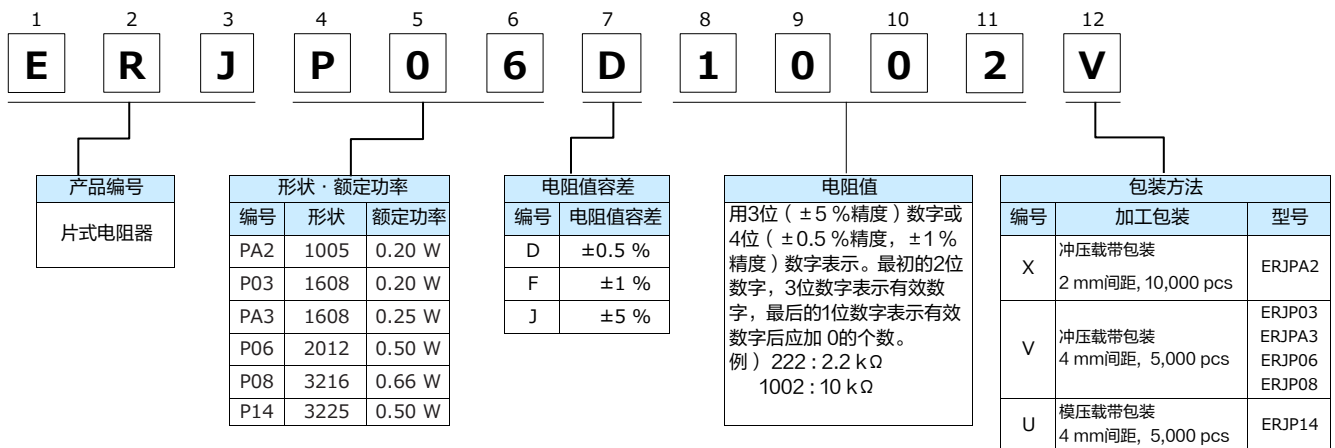 1 2 3 4 5 6 7 8 9 10 11 12
E R J P 0 6 D 1 0 0 2 V
产品编号
片式电阻器
形状・额定功率
编号 形状 额定功率
PA2 1005 0.20 W
P03 1608 0.20 W
PA3 1608 0.25 W
P06 2012 0.50 W
P08 3216 0.66 W
P14 3225 0.50 W
电阻值容差
编号 电阻值容差
D ±0.5 %
F ±1 %
J ±5 %
电阻值
用3位（±5 %精度）数字或
4位（±0.5 %精度，±1 %
精度）数字表示。最初的2位
数字，3位数字表示有效数
字，最后的1位数字表示有效
数字后应加 0的个数。
例）222 : 2.2 kΩ
1002 : 10 kΩ
包装方法
编号 加工包装 型号
X 冲压载带包装
2 mm间距, 10,000 pcs ERJPA2
V 冲压载带包装
4 mm间距, 5,000 pcs
ERJP03
ERJPA3
ERJP06
ERJP08
U 模压载带包装
4 mm间距, 5,000 pcs ERJP14